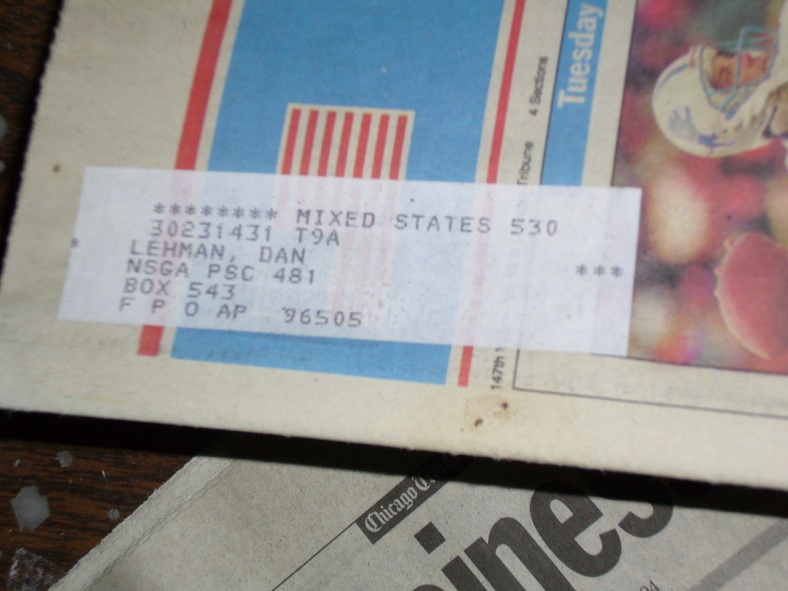 Tuesday
4 Sections
Tribune
147th
******** MIXED STATES 530
30231431 T9A
* LEHMAN, DAN
NSGA PSC 481 ***
BOX 543
F P O AP 96505
Chicago